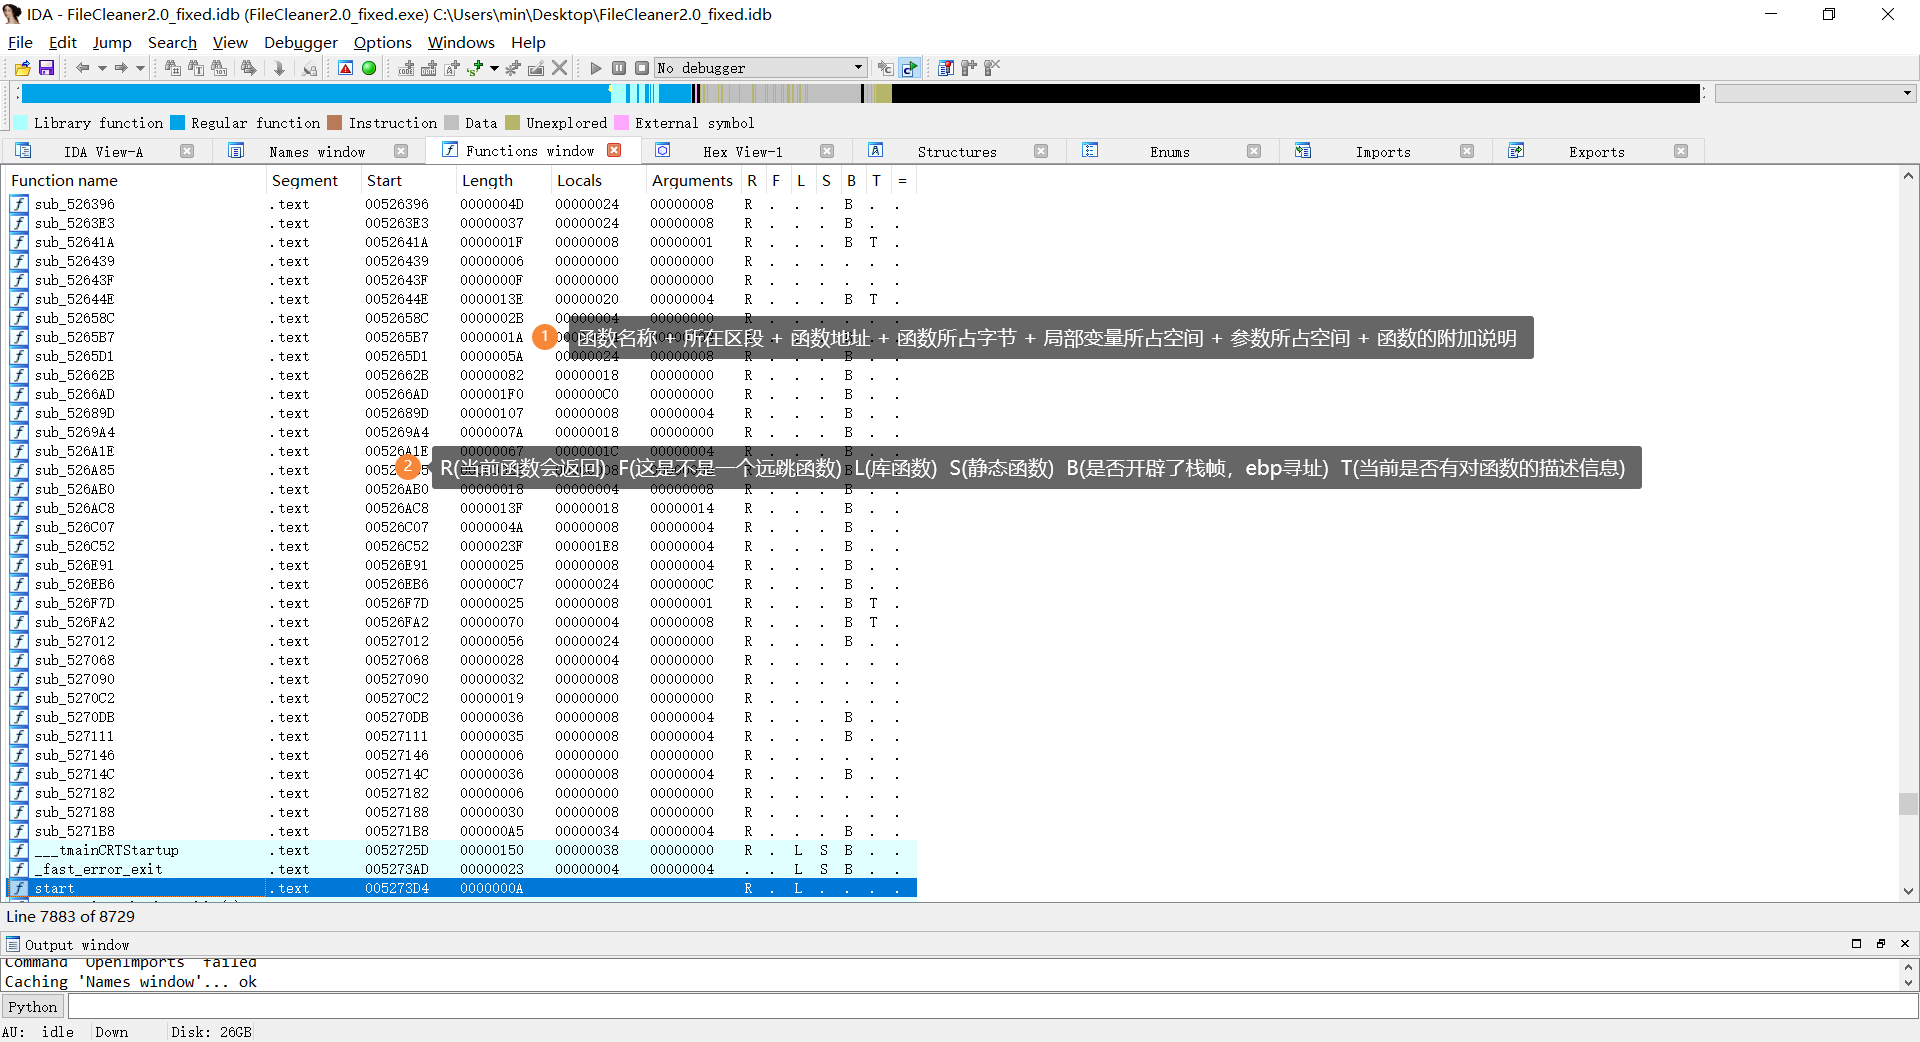 IDA - FileCleaner2.0_fixed.idb (FileCleaner2.0_fixed.exe) C:\Users\min\Desktop\FileCleaner2.0_fixed.idb
File Edit Jump Search View Debugger Options Windows Help
No debugger
Library function Regular function Instruction Data Unexplored External symbol
IDA View-A Names window Functions window Hex View-1 Structures Enums Imports Exports
Function name Segment Start Length Locals Arguments R F L S B T =
sub_526396 .text 00526396 0000004D 00000024 00000008 R . . . B . .
sub_5263E3 .text 005263E3 00000037 00000024 00000008 R . . . B . .
sub_52641A .text 0052641A 0000001F 00000008 00000001 R . . . B T .
sub_526439 .text 00526439 00000006 00000000 00000000 R . . . . . .
sub_52643F .text 0052643F 0000000F 00000000 00000000 R . . . . . .
sub_52644E .text 0052644E 0000013E 00000020 00000004 R . . . B T .
sub_52658C .text 0052658C 0000002B 00000004 00000000 R . . . . . .
sub_5265B7 .text 005265B7 0000001A
1 函数名称 + 所在区段 + 函数地址 + 函数所占字节 + 局部变量所占空间 + 参数所占空间 + 函数的附加说明
sub_5265D1 .text 005265D1 0000005A 00000024 00000008 R . . . B . .
sub_52662B .text 0052662B 00000082 00000018 00000000 R . . . B . .
sub_5266AD .text 005266AD 000001F0 000000C0 00000000 R . . . B . .
sub_52689D .text 0052689D 00000107 00000008 00000004 R . . . B . .
sub_5269A4 .text 005269A4 0000007A 00000018 00000000 R . . . B . .
sub_526A1E .text 00526A1E 00000067 0000001C 00000004 R . . . B . .
sub_526A85 .text
2 R(当前函数会返回) F(这是不是一个远跳函数) L(库函数) S(静态函数) B(是否开辟了栈帧，ebp寻址) T(当前是否有对函数的描述信息)
sub_526AB0 .text 00526AB0 00000018 00000004 00000008 R . . . B . .
sub_526AC8 .text 00526AC8 0000013F 00000018 00000014 R . . . B . .
sub_526C07 .text 00526C07 0000004A 00000008 00000004 R . . . B . .
sub_526C52 .text 00526C52 0000023F 000001E8 00000004 R . . . B . .
sub_526E91 .text 00526E91 00000025 00000008 00000004 R . . . B . .
sub_526EB6 .text 00526EB6 000000C7 00000024 0000000C R . . . B . .
sub_526F7D .text 00526F7D 00000025 00000008 00000001 R . . . B T .
sub_526FA2 .text 00526FA2 00000070 00000004 00000008 R . . . B T .
sub_527012 .text 00527012 00000056 00000024 00000000 R . . . B . .
sub_527068 .text 00527068 00000028 00000004 00000000 R . . . . . .
sub_527090 .text 00527090 00000032 00000008 00000000 R . . . . . .
sub_5270C2 .text 005270C2 00000019 00000000 00000000 R . . . . . .
sub_5270DB .text 005270DB 00000036 00000008 00000004 R . . . B . .
sub_527111 .text 00527111 00000035 00000008 00000004 R . . . B . .
sub_527146 .text 00527146 00000006 00000000 00000000 R . . . . . .
sub_52714C .text 0052714C 00000036 00000008 00000004 R . . . B . .
sub_527182 .text 00527182 00000006 00000000 00000000 R . . . . . .
sub_527188 .text 00527188 00000030 00000008 00000000 R . . . . . .
sub_5271B8 .text 005271B8 000000A5 00000034 00000004 R . . . B . .
___tmainCRTStartup .text 0052725D 00000150 00000038 00000000 R . L S B . .
_fast_error_exit .text 005273AD 00000023 00000004 00000004 . . L S B . .
start .text 005273D4 0000000A R . L . . . .
Line 7883 of 8729
Output window
Command "OpenImports" failed
Caching 'Names window'... ok
Python
AU: idle Down Disk: 26GB